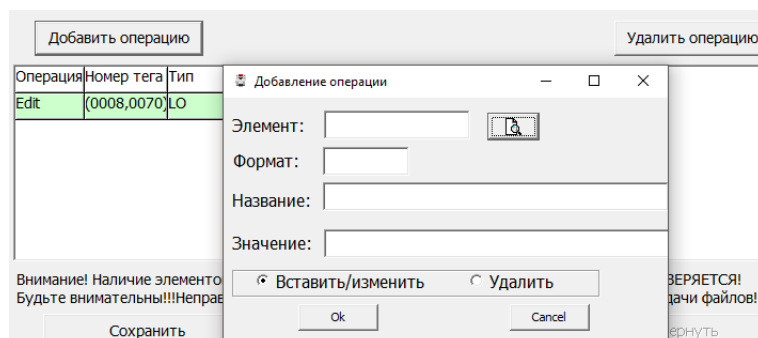 Добавить операцию
Удалить операцию
Операция Номер тега Тип
Edit (0008,0070) LO
Добавление операции
Элемент:
Формат:
Название:
Значение:
Вставить/изменить Удалить
Ok Cancel
Внимание! Наличие элементо ВЕРЯЕТСЯ!
Будьте внимательны!!!Неправ дачи файлов!
Сохранить ернуть